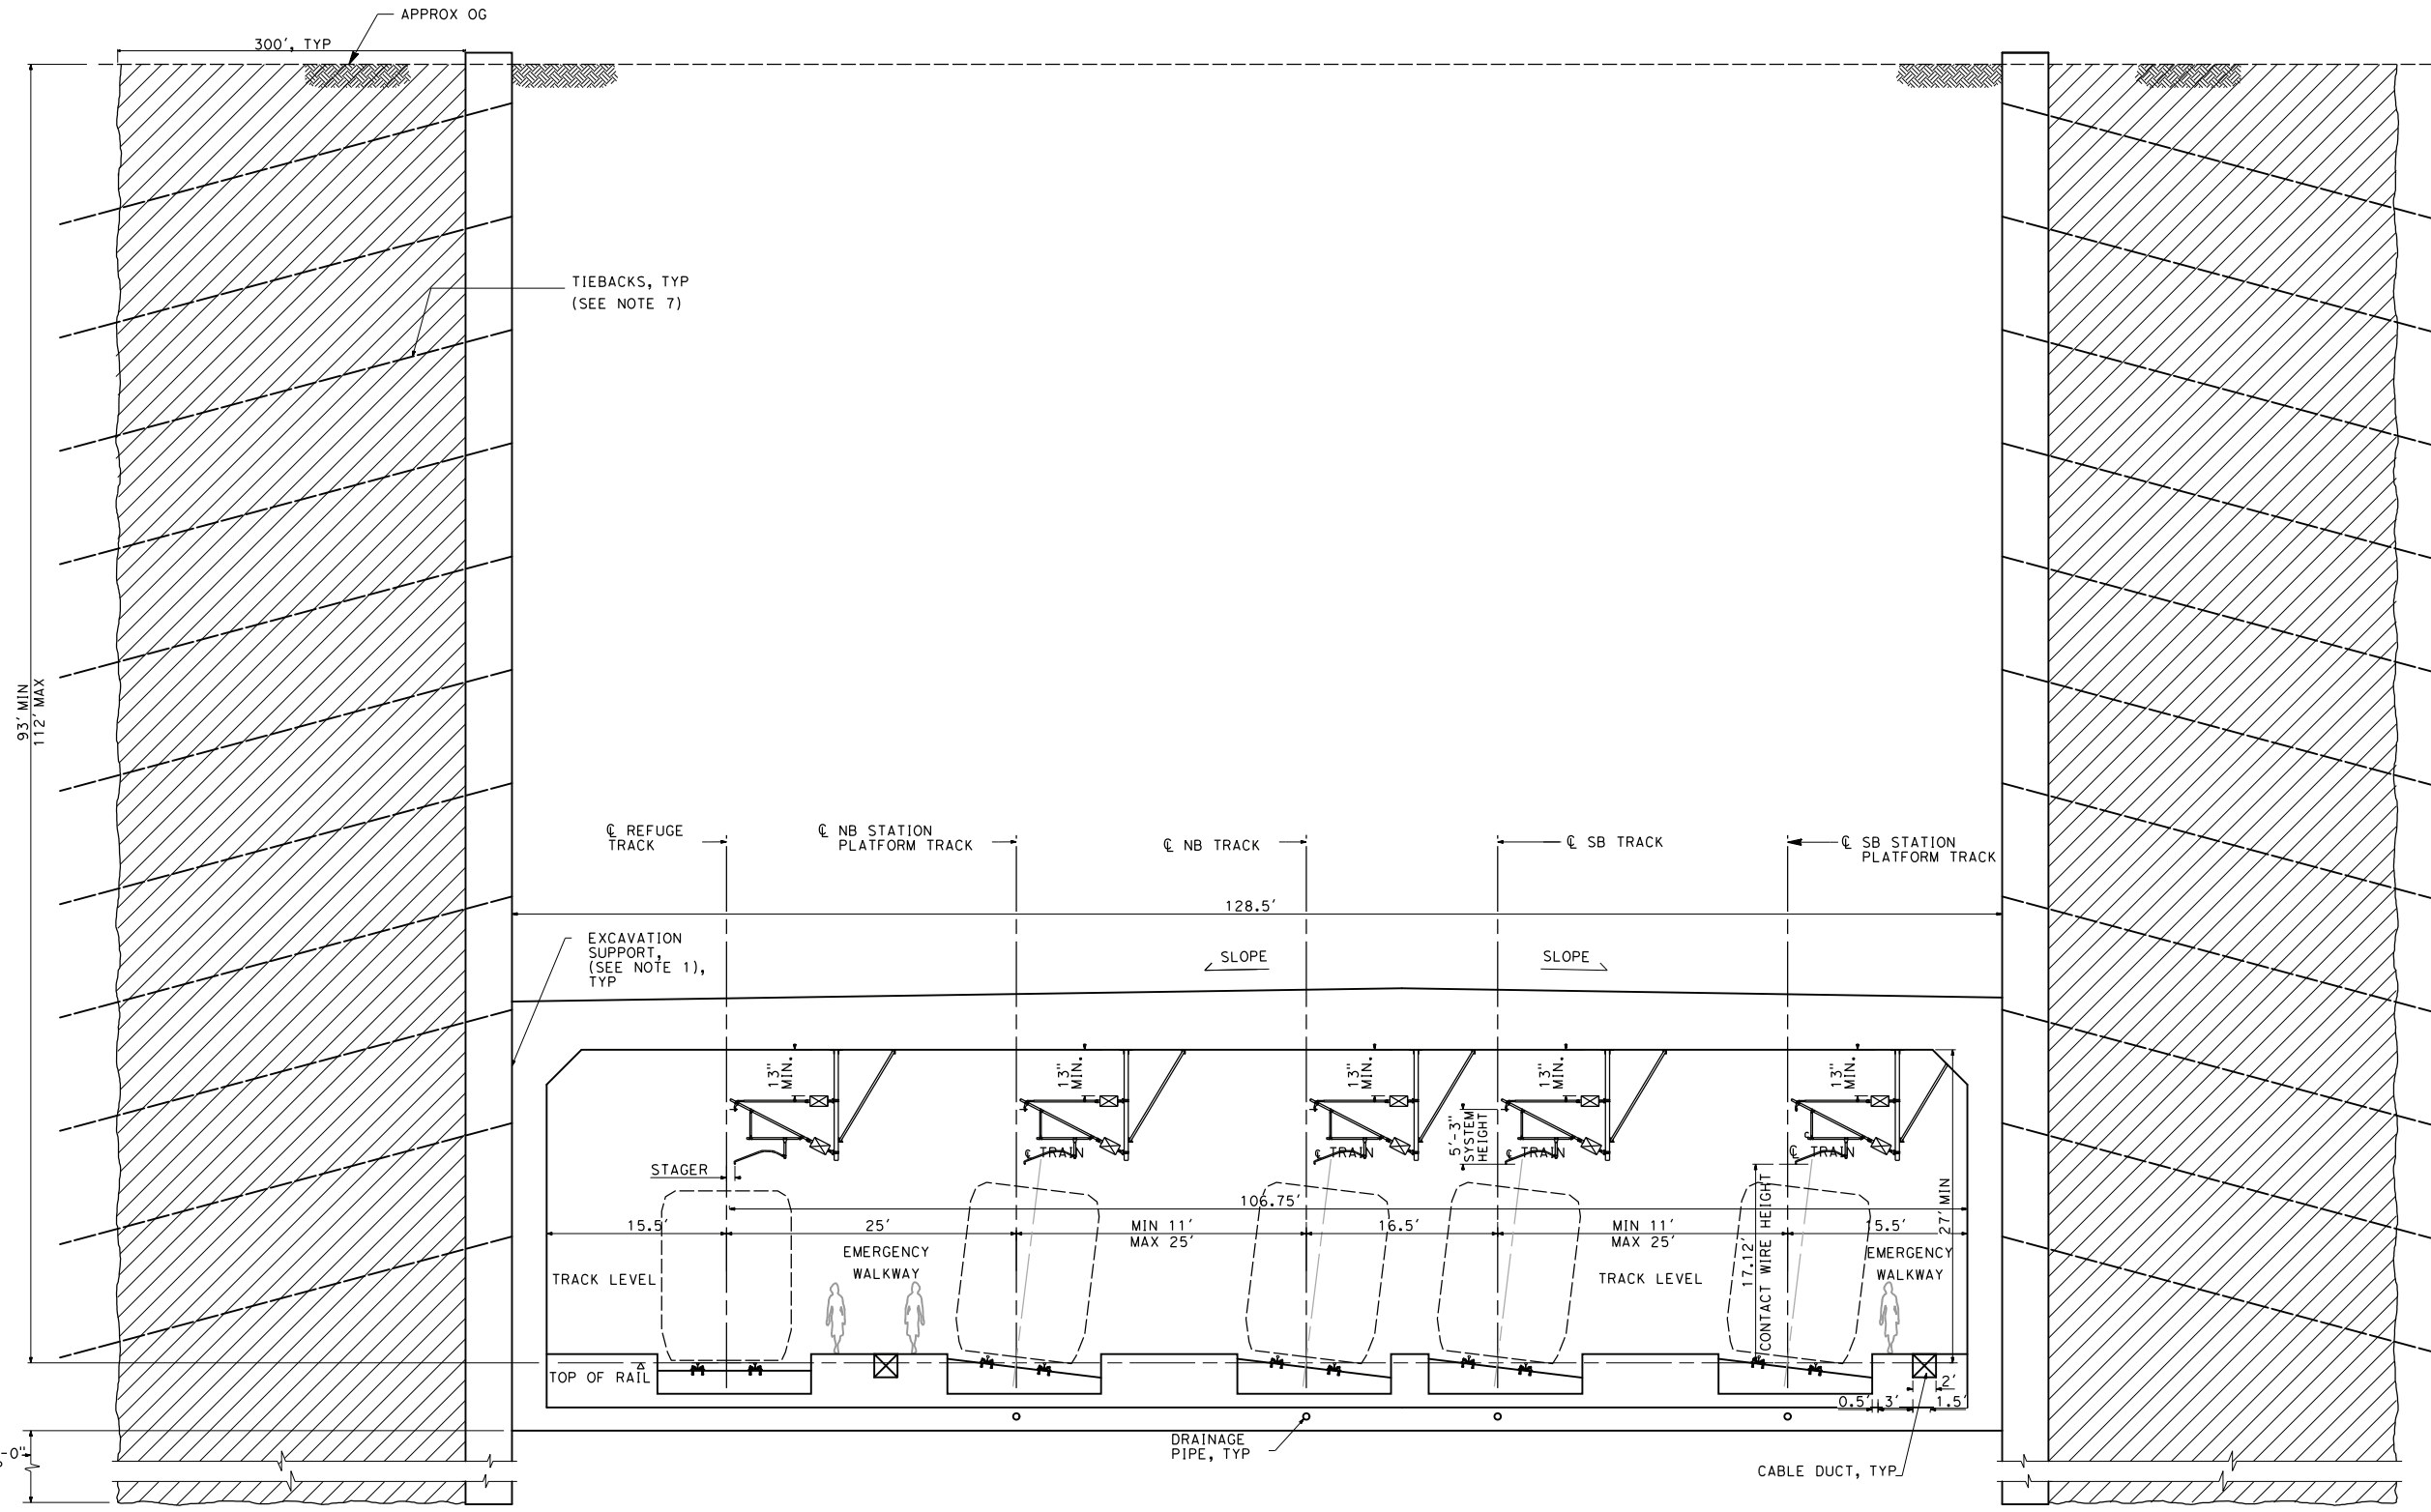 APPROX OG
300', TYP
TIEBACKS, TYP
(SEE NOTE 7)
93' MIN
112' MAX
℄ REFUGE
TRACK
℄ NB STATION
PLATFORM TRACK
℄ NB TRACK
℄ SB TRACK
℄ SB STATION
PLATFORM TRACK
128.5'
EXCAVATION
SUPPORT,
(SEE NOTE 1),
TYP
SLOPE
SLOPE
13"
MIN.
13"
MIN.
13"
MIN.
13"
MIN.
13"
MIN.
5'-3"
SYSTEM
HEIGHT
℄ TRAIN
℄ TRAIN
℄ TRAIN
℄
℄ TRAIN
STAGER
106.75'
15.5'
25'
MIN 11'
MAX 25'
16.5'
MIN 11'
MAX 25'
15.5'
17.12'
CONTACT WIRE HEIGHT
27' MIN
EMERGENCY
WALKWAY
EMERGENCY
WALKWAY
TRACK LEVEL
TRACK LEVEL
TOP OF RAIL
2'
0.5'
3'
1.5'
DRAINAGE
PIPE, TYP
CABLE DUCT, TYP
-0"